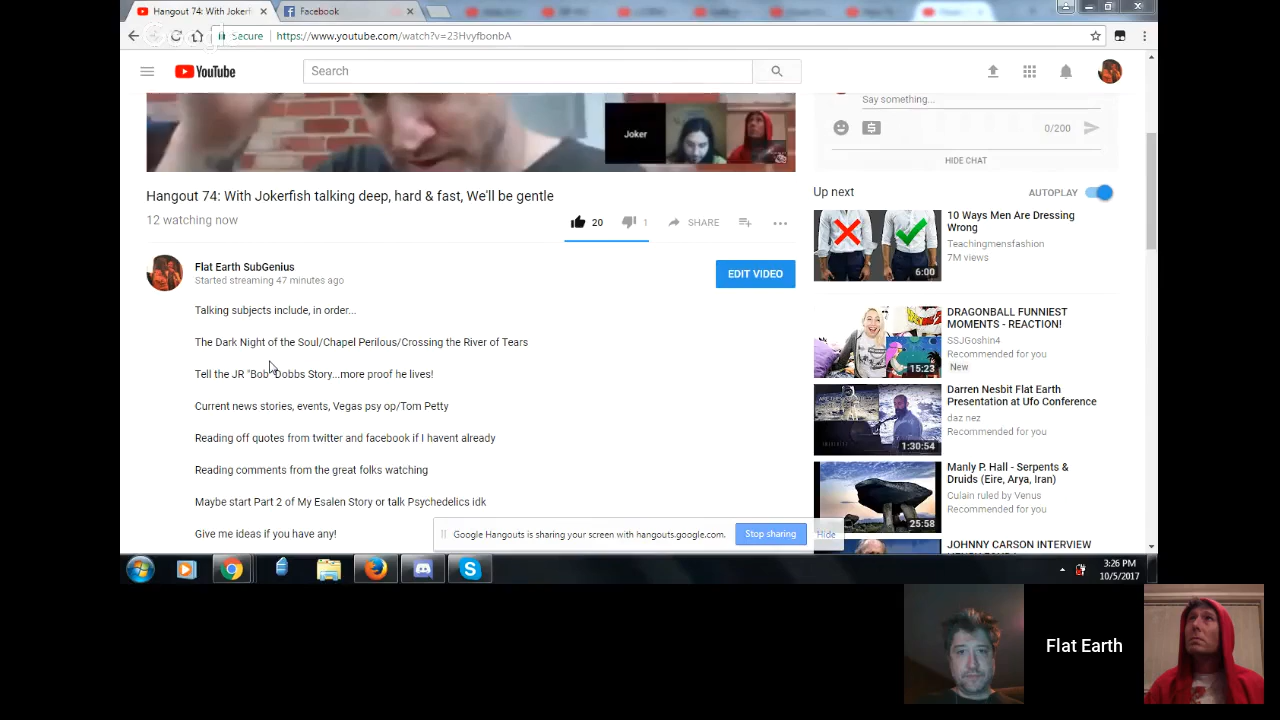 Hangout 74: With Jokerf
Facebook
Secure
https://www.youtube.com/watch?v=23HvyfbonbA
YouTube
Search
Say something...
0/200
HIDE CHAT
Joker
Hangout 74: With Jokerfish talking deep, hard & fast, We'll be gentle
12 watching now
20
1
SHARE
Flat Earth SubGenius
Started streaming 47 minutes ago
EDIT VIDEO
Talking subjects include, in order...
The Dark Night of the Soul/Chapel Perilous/Crossing the River of Tears
Tell the JR "Bob" Dobbs Story...more proof he lives!
Current news stories, events, Vegas psy op/Tom Petty
Reading off quotes from twitter and facebook if I havent already
Reading comments from the great folks watching
Maybe start Part 2 of My Esalen Story or talk Psychedelics idk
Give me ideas if you have any!
Up next
AUTOPLAY
10 Ways Men Are Dressing
Wrong
Teachingmensfashion
7M views
6:00
DRAGONBALL FUNNIEST
MOMENTS - REACTION!
SSJGoshin4
Recommended for you
New
15:23
Darren Nesbit Flat Earth
Presentation at Ufo Conference
daz nez
Recommended for you
1:30:54
Manly P. Hall - Serpents &
Druids (Eire, Arya, Iran)
Culain ruled by Venus
Recommended for you
25:58
JOHNNY CARSON INTERVIEW
Google Hangouts is sharing your screen with hangouts.google.com.
Stop sharing
Hide
3:26 PM
10/5/2017
Flat Earth